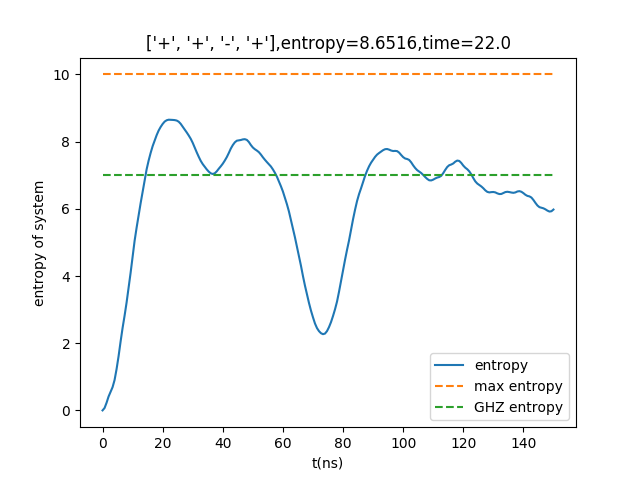 ['+', '+', '-', '+'],entropy=8.6516,time=22.0
10
8
6
4
2
0
entropy of system
0 20 40 60 80 100 120 140
t(ns)
entropy
max entropy
GHZ entropy